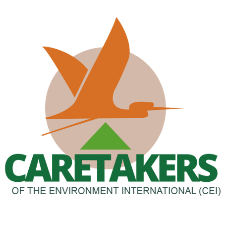 CARETAKERS
OF THE ENVIRONMENT INTERNATIONAL (CEI)